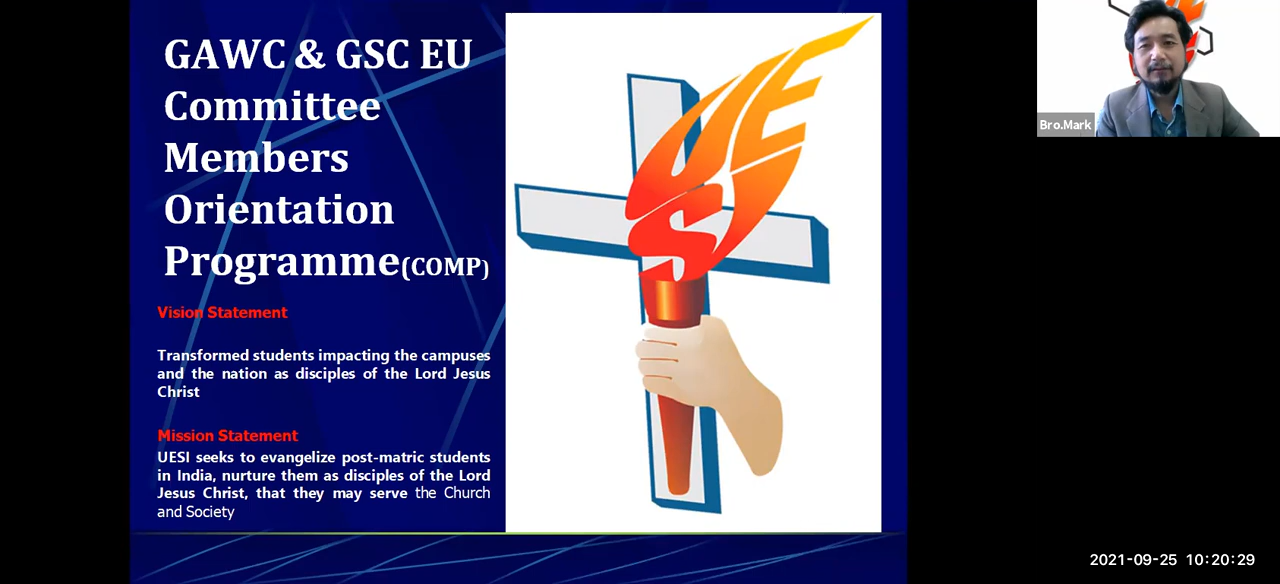 GAWC & GSC EU
Committee
Members
Orientation
Programme(COMP)
Vision Statement
Transformed students impacting the campuses
and the nation as disciples of the Lord Jesus
Christ
Mission Statement
UESI seeks to evangelize post-matric students
in India, nurture them as disciples of the Lord
Jesus Christ, that they may serve the Church
and Society
UESI
Bro.Mark
2021-09-25 10:20:29